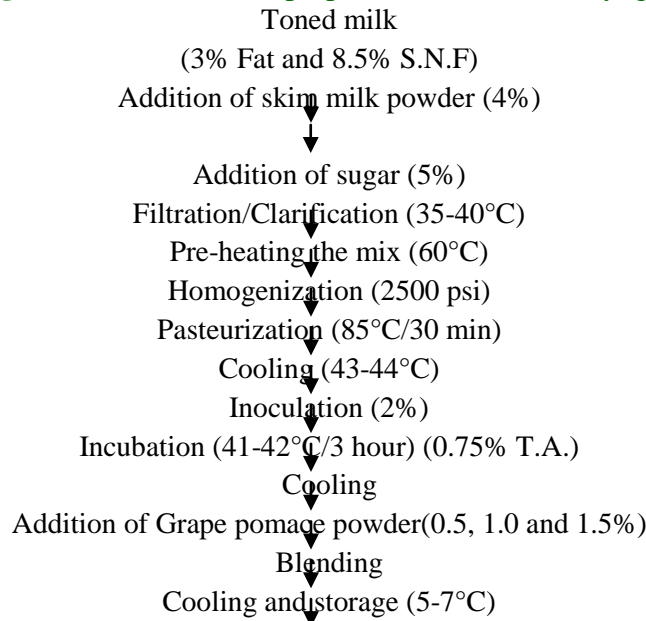 Toned milk
(3% Fat and 8.5% S.N.F)
Addition of skim milk powder (4%)
Addition of sugar (5%)
Filtration/Clarification (35-40°C)
Pre-heating the mix (60°C)
Homogenization (2500 psi)
Pasteurization (85°C/30 min)
Cooling (43-44°C)
Inoculation (2%)
Incubation (41-42°C/3 hour) (0.75% T.A.)
Cooling
Addition of Grape pomace powder(0.5, 1.0 and 1.5%)
Blending
Cooling and storage (5-7°C)